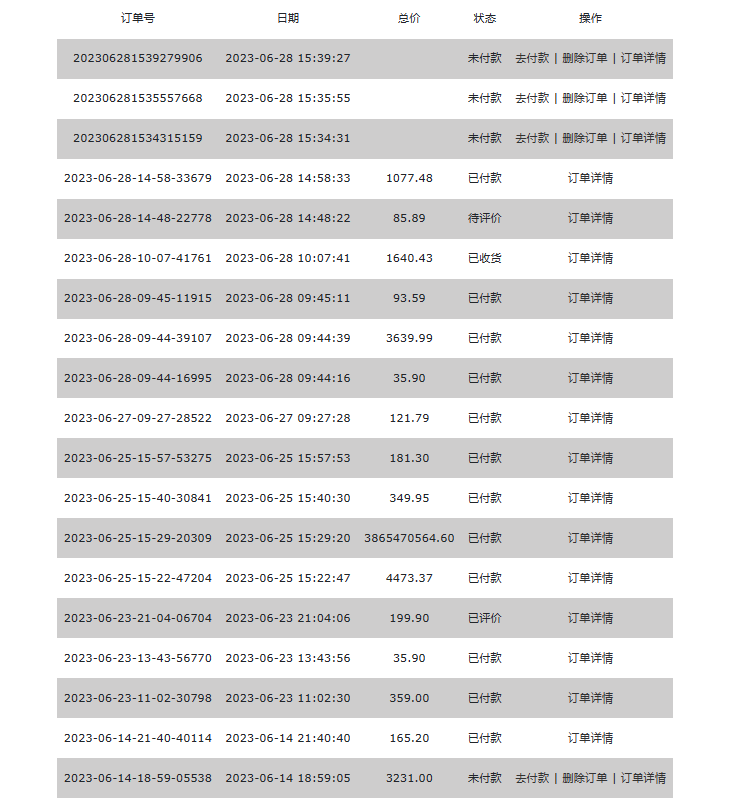 订单号 日期 总价 状态 操作
202306281539279906 2023-06-28 15:39:27 未付款 去付款 | 删除订单 | 订单详情
202306281535557668 2023-06-28 15:35:55 未付款 去付款 | 删除订单 | 订单详情
202306281534315159 2023-06-28 15:34:31 未付款 去付款 | 删除订单 | 订单详情
2023-06-28-14-58-33679 2023-06-28 14:58:33 1077.48 已付款 订单详情
2023-06-28-14-48-22778 2023-06-28 14:48:22 85.89 待评价 订单详情
2023-06-28-10-07-41761 2023-06-28 10:07:41 1640.43 已收货 订单详情
2023-06-28-09-45-11915 2023-06-28 09:45:11 93.59 已付款 订单详情
2023-06-28-09-44-39107 2023-06-28 09:44:39 3639.99 已付款 订单详情
2023-06-28-09-44-16995 2023-06-28 09:44:16 35.90 已付款 订单详情
2023-06-27-09-27-28522 2023-06-27 09:27:28 121.79 已付款 订单详情
2023-06-25-15-57-53275 2023-06-25 15:57:53 181.30 已付款 订单详情
2023-06-25-15-40-30841 2023-06-25 15:40:30 349.95 已付款 订单详情
2023-06-25-15-29-20309 2023-06-25 15:29:20 3865470564.60 已付款 订单详情
2023-06-25-15-22-47204 2023-06-25 15:22:47 4473.37 已付款 订单详情
2023-06-23-21-04-06704 2023-06-23 21:04:06 199.90 已评价 订单详情
2023-06-23-13-43-56770 2023-06-23 13:43:56 35.90 已付款 订单详情
2023-06-23-11-02-30798 2023-06-23 11:02:30 359.00 已付款 订单详情
2023-06-14-21-40-40114 2023-06-14 21:40:40 165.20 已付款 订单详情
2023-06-14-18-59-05538 2023-06-14 18:59:05 3231.00 未付款 去付款 | 删除订单 | 订单详情